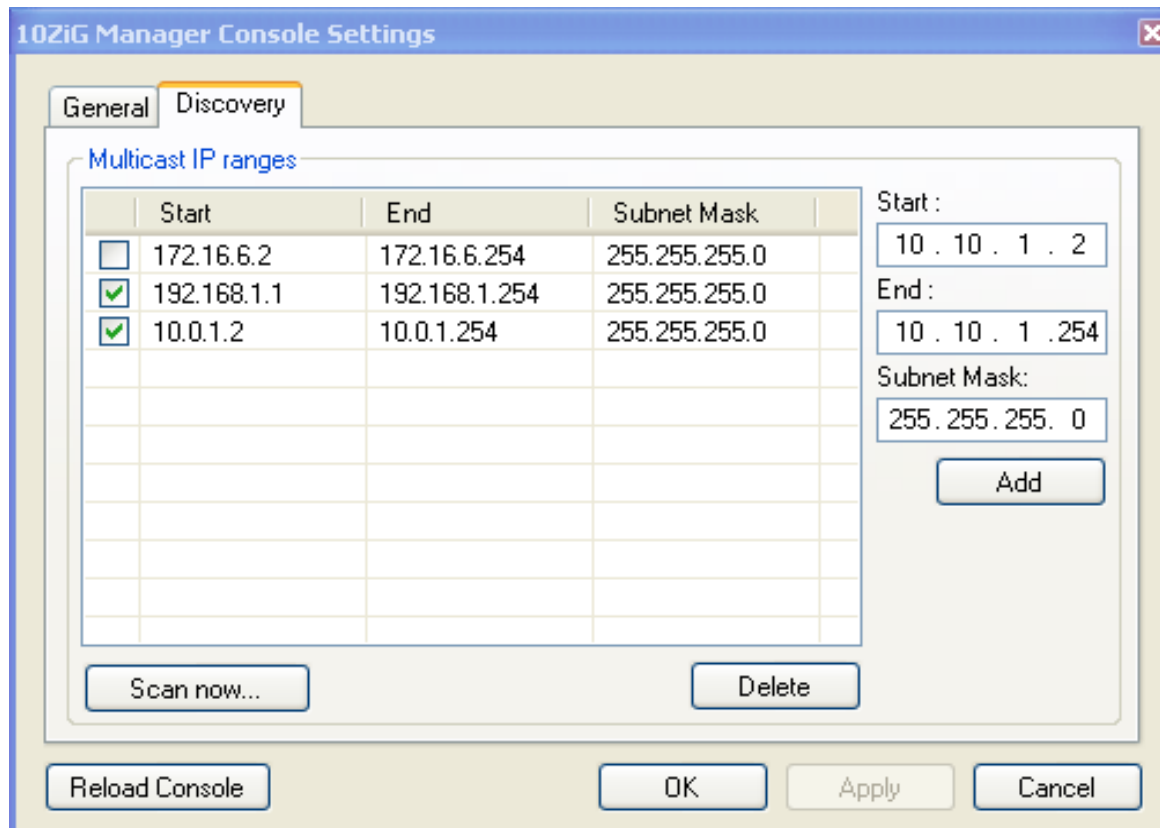 10ZiG Manager Console Settings
General Discovery
Multicast IP ranges
Start End Subnet Mask
172.16.6.2 172.16.6.254 255.255.255.0
192.168.1.1 192.168.1.254 255.255.255.0
10.0.1.2 10.0.1.254 255.255.255.0
Start :
10 . 10 . 1 . 2
End :
10 . 10 . 1 .254
Subnet Mask:
255. 255. 255. 0
Add
Scan now... Delete
Reload Console OK Apply Cancel